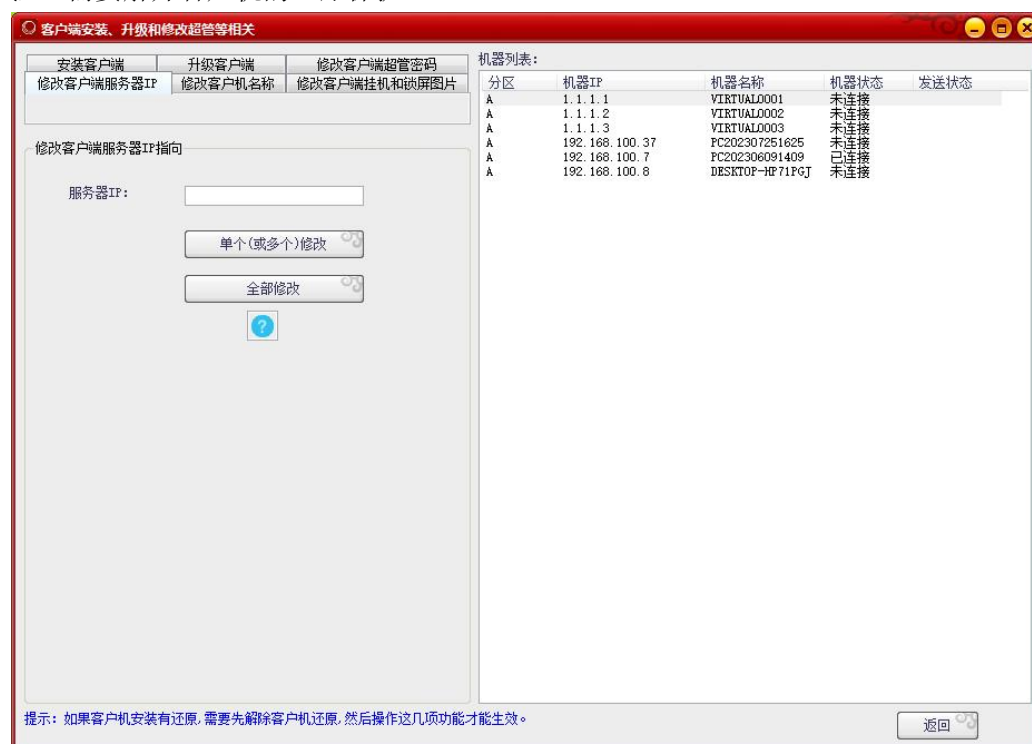 客户端安装、升级和修改超管等相关
安装客户端 升级客户端 修改客户端超管密码
修改客户端服务器IP 修改客户机名称 修改客户端挂机和锁屏图片
修改客户端服务器IP指向
服务器IP:
单个(或多个)修改
全部修改
?
机器列表:
分区 机器IP 机器名称 机器状态 发送状态
A 1.1.1.1 VIRTUAL0001 未连接
A 1.1.1.2 VIRTUAL0002 未连接
A 1.1.1.3 VIRTUAL0003 未连接
A 192.168.100.37 PC202307251625 未连接
A 192.168.100.7 PC202306091409 已连接
A 192.168.100.8 DESKTOP-HP71PGJ 未连接
提示: 如果客户机安装有还原,需要先解除客户机还原,然后操作这几项功能才能生效。
返回